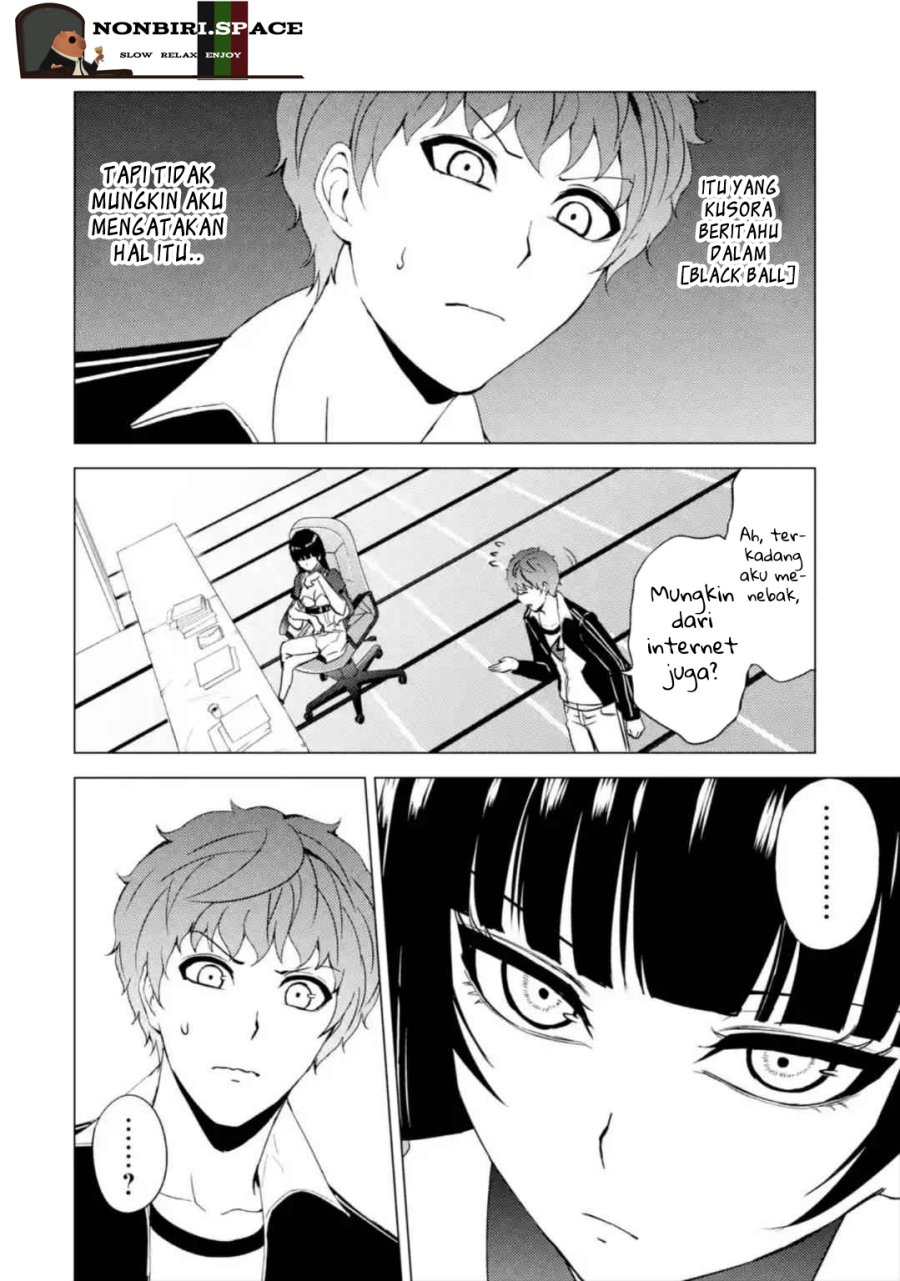 NONBIRI.SPACE
SLOW RELAX ENJOY
ITU YANG
KUSORA
BERITAHU
DALAM
[BLACK BALL]
TAPI TIDAK
MUNGKIN AKU
MENGATAKAN
HAL ITU..
Ah, ter-
kadang
aku me-
nebak,
Mungkin
dari
internet
juga?
.........
......?